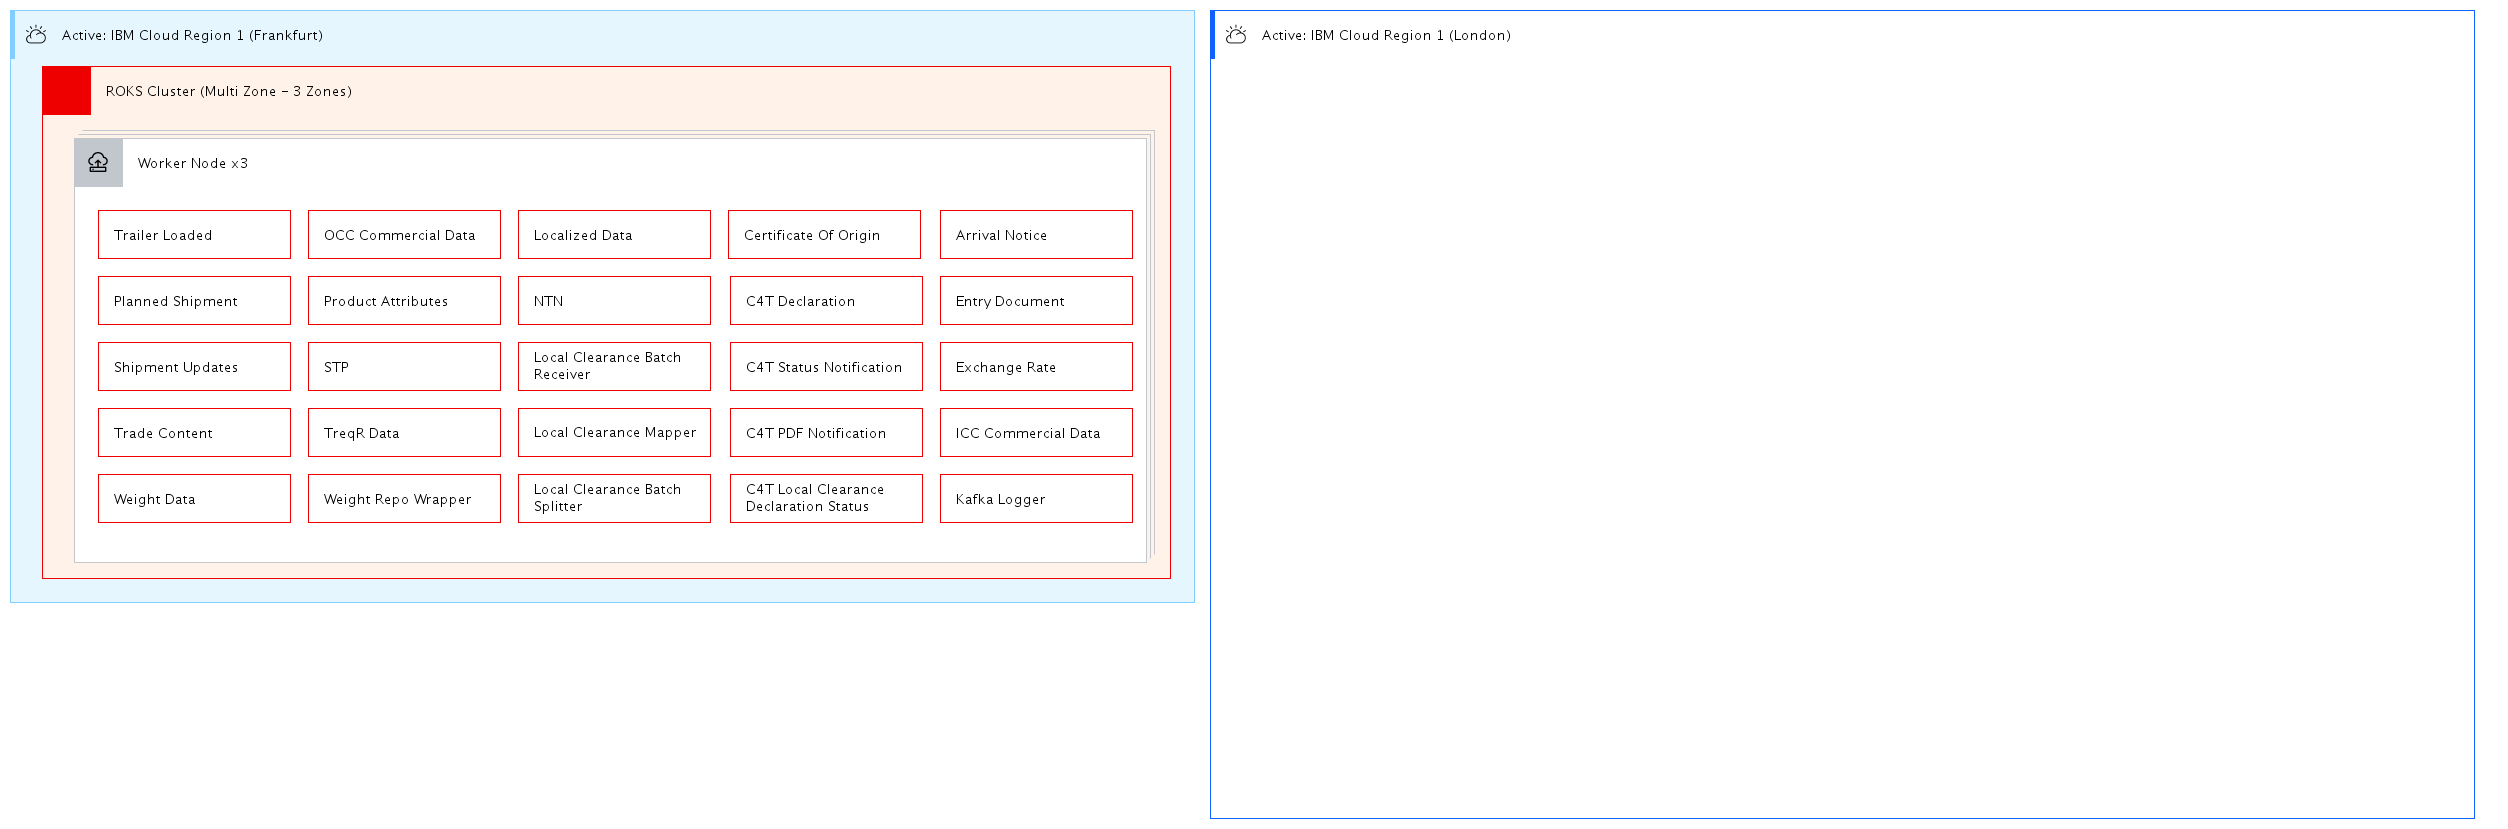 Active: IBM Cloud Region 1 (Frankfurt)
Active: IBM Cloud Region 1 (London)
ROKS Cluster (Multi Zone - 3 Zones)
Worker Node x3
Trailer Loaded
OCC Commercial Data
Localized Data
Certificate Of Origin
Arrival Notice
Planned Shipment
Product Attributes
NTN
C4T Declaration
Entry Document
Shipment Updates
STP
Local Clearance Batch
Receiver
C4T Status Notification
Exchange Rate
Trade Content
TreqR Data
Local Clearance Mapper
C4T PDF Notification
ICC Commercial Data
Weight Data
Weight Repo Wrapper
Local Clearance Batch
Splitter
C4T Local Clearance
Declaration Status
Kafka Logger